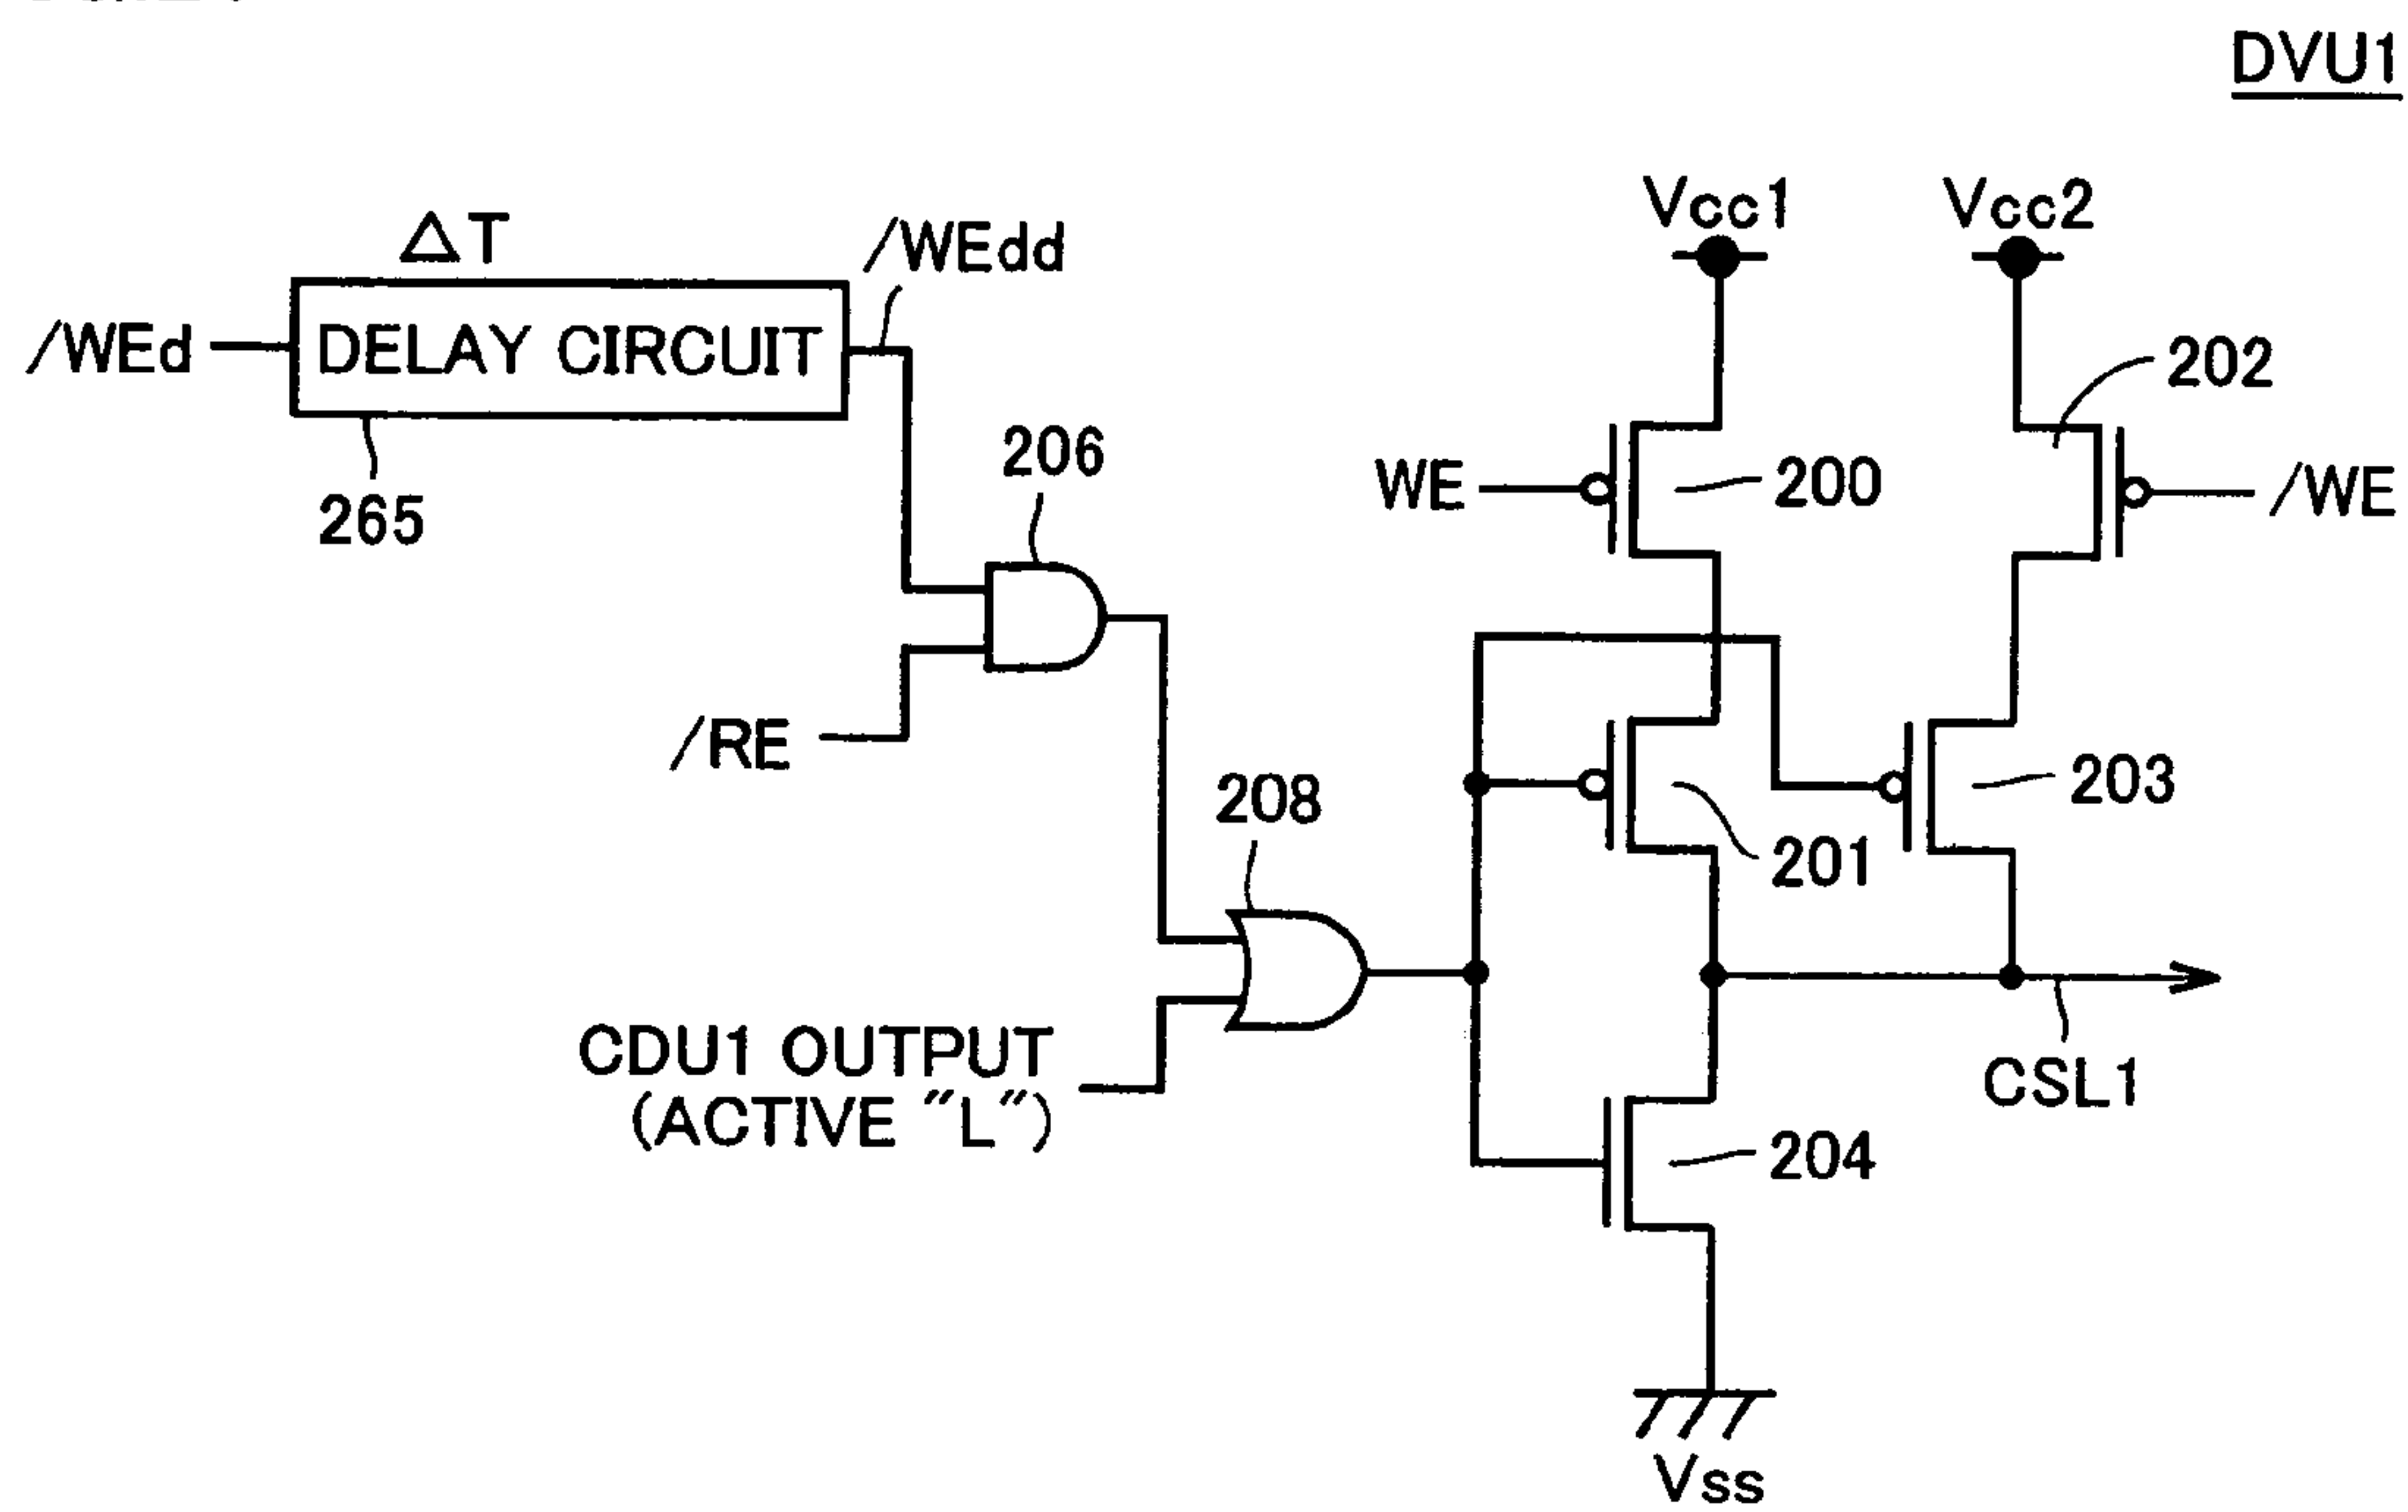 DVU1
Vcc1
Vcc2
△T
/WEdd
/WEd
DELAY CIRCUIT
202
206
WE
200
/WE
265
/RE
208
203
201
CDU1 OUTPUT
(ACTIVE "L")
CSL1
204
Vss